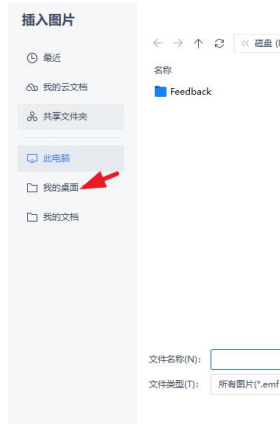 插入图片
最近
我的云文档
共享文件夹
此电脑
我的桌面
我的文档
磁盘 (
名称
Feedback
文件名称(N):
文件类型(T):
所有图片(*.emf